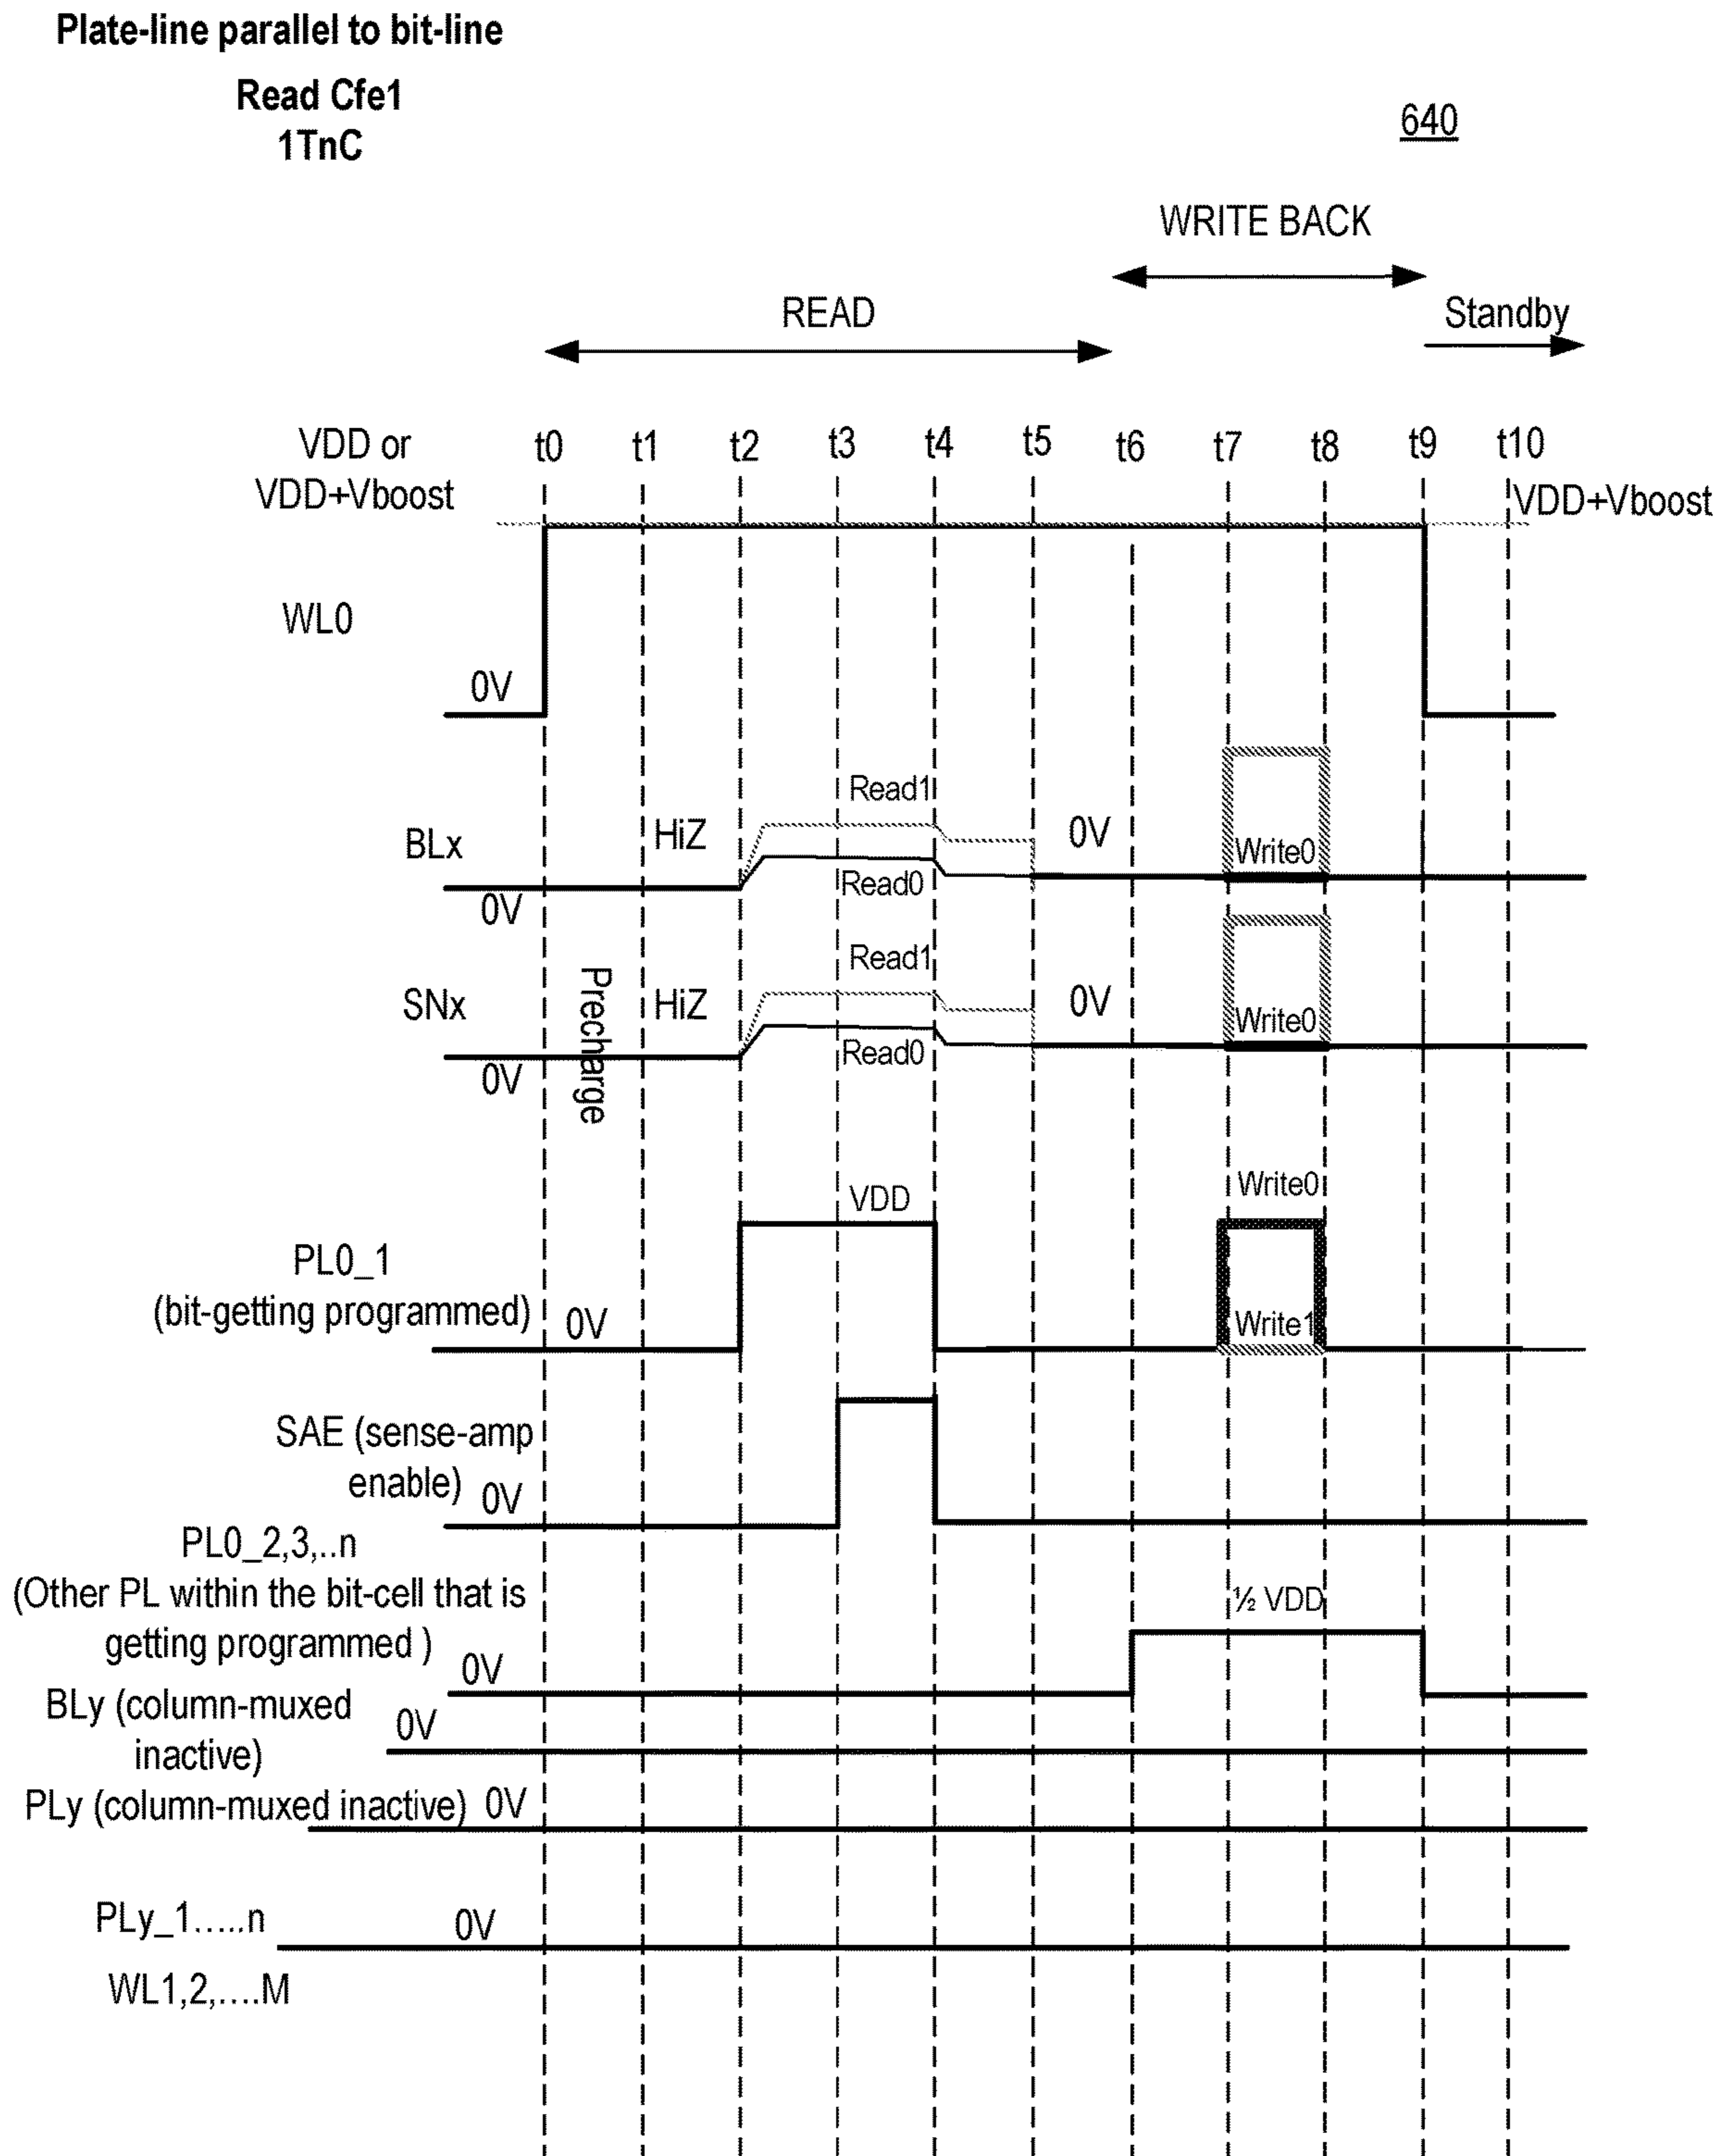 Plate-line parallel to bit-line
Read Cfe1
1TnC
640
WRITE BACK
READ
Standby
VDD or
VDD+Vboost
t0 t1 t2 t3 t4 t5 t6 t7 t8 t9 t10
VDD+Vboost
WL0
0V
Read1
BLx
HiZ
0V
Write0
Read0
0V
Read1
SNx
Precharge
HiZ
0V
Write0
Read0
0V
Write0
VDD
PL0_1
(bit-getting programmed)
0V
Write1
SAE (sense-amp
enable)
0V
PL0_2,3,..n
(Other PL within the bit-cell that is
getting programmed )
½ VDD
0V
BLy (column-muxed
inactive)
0V
PLy (column-muxed inactive) 0V
PLy_1.....n
0V
WL1,2,....M